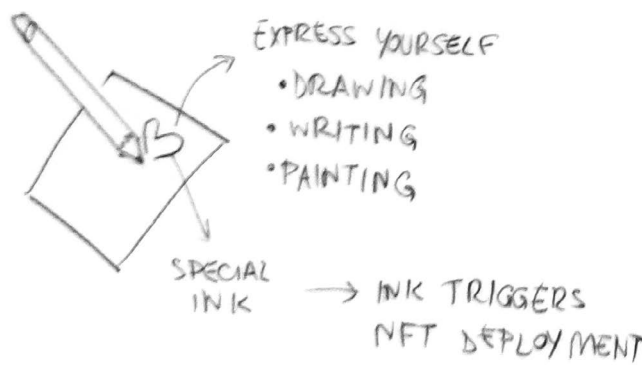 EXPRESS YOURSELF
•DRAWING
•WRITING
•PAINTING
SPECIAL
INK
→ INK TRIGGERS
NFT DEPLOYMENT